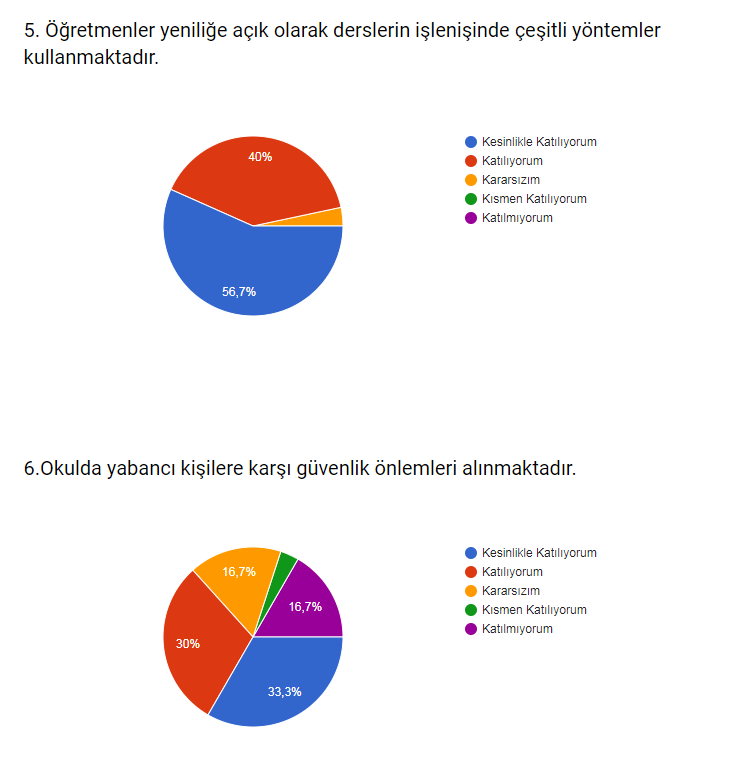 5. Öğretmenler yeniliğe açık olarak derslerin işlenişinde çeşitli yöntemler
kullanmaktadır.
40%
56,7%
Kesinlikle Katılıyorum
Katılıyorum
Kararsızım
Kısmen Katılıyorum
Katılmıyorum
6.Okulda yabancı kişilere karşı güvenlik önlemleri alınmaktadır.
16,7%
16,7%
30%
33,3%
Kesinlikle Katılıyorum
Katılıyorum
Kararsızım
Kısmen Katılıyorum
Katılmıyorum